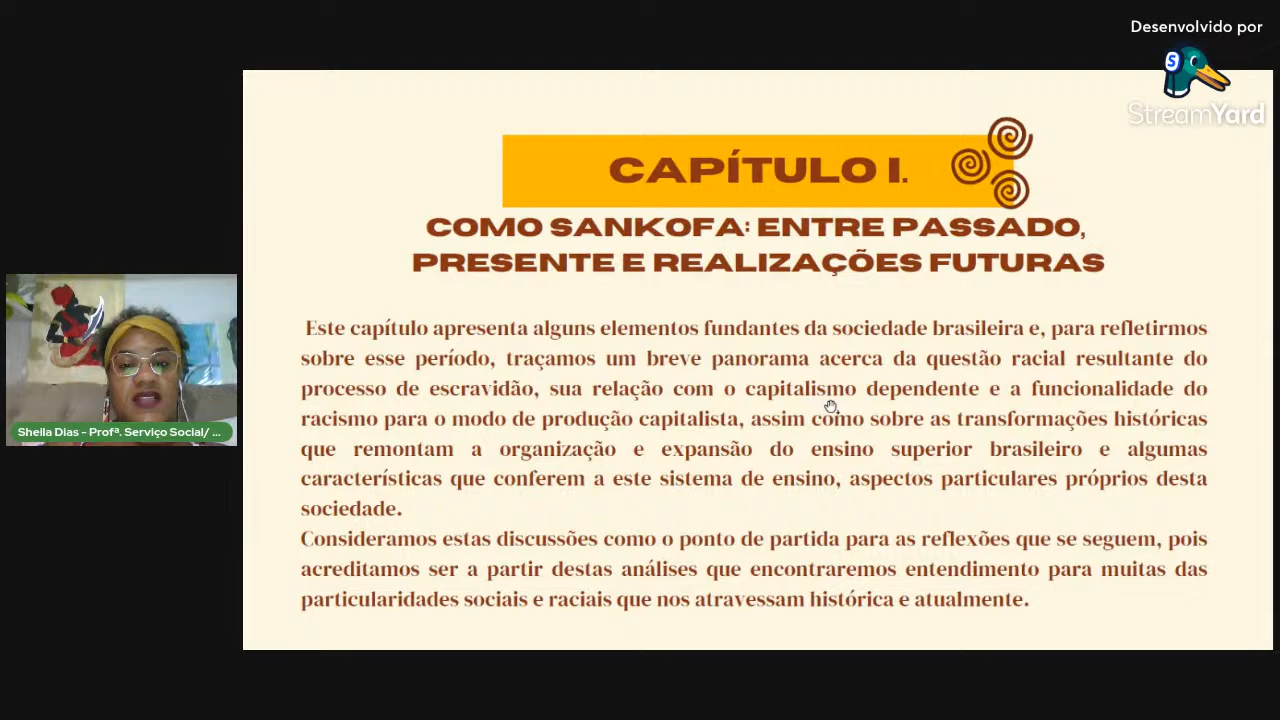 Desenvolvido por
StreamYard
CAPÍTULO I.
COMO SANKOFA: ENTRE PASSADO,
PRESENTE E REALIZAÇÕES FUTURAS
Este capítulo apresenta alguns elementos fundantes da sociedade brasileira e, para refletirmos
sobre esse período, traçamos um breve panorama acerca da questão racial resultante do
processo de escravidão, sua relação com o capitalismo dependente e a funcionalidade do
racismo para o modo de produção capitalista, assim como sobre as transformações históricas
que remontam a organização e expansão do ensino superior brasileiro e algumas
características que conferem a este sistema de ensino, aspectos particulares próprios desta
sociedade.
Consideramos estas discussões como o ponto de partida para as reflexões que se seguem, pois
acreditamos ser a partir destas análises que encontraremos entendimento para muitas das
particularidades sociais e raciais que nos atravessam histórica e atualmente.
Sheila Dias - Profª. Serviço Social/ ...